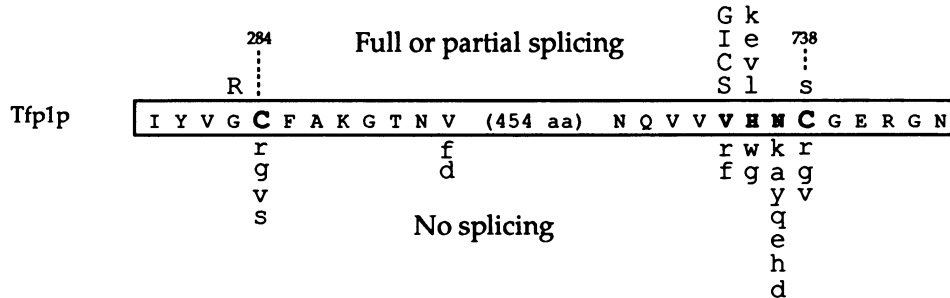 G k
I e
284 Full or partial splicing C v 738
R S l s
Tfp1p I Y V G C F A K G T N V (454 aa) N Q V V V H N C G E R G N
r f r w k r
g d f g a g
v y v
s q
No splicing e
h
d